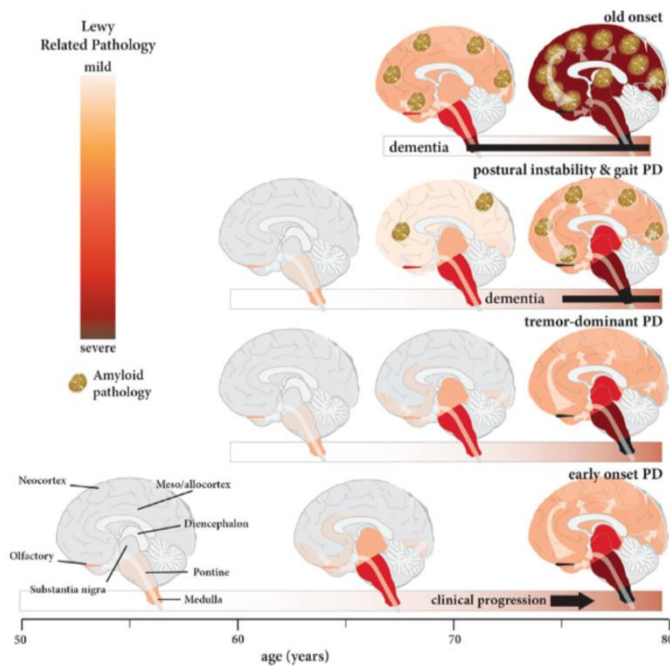 Lewy
Related Pathology
mild
severe
Amyloid
pathology
old onset
dementia
postural instability & gait PD
dementia
tremor-dominant PD
early onset PD
Neocortex
Meso/allocortex
Diencephalon
Olfactory
Pontine
Substantia nigra
Medulla
clinical progression
50
60
70
80
age (years)